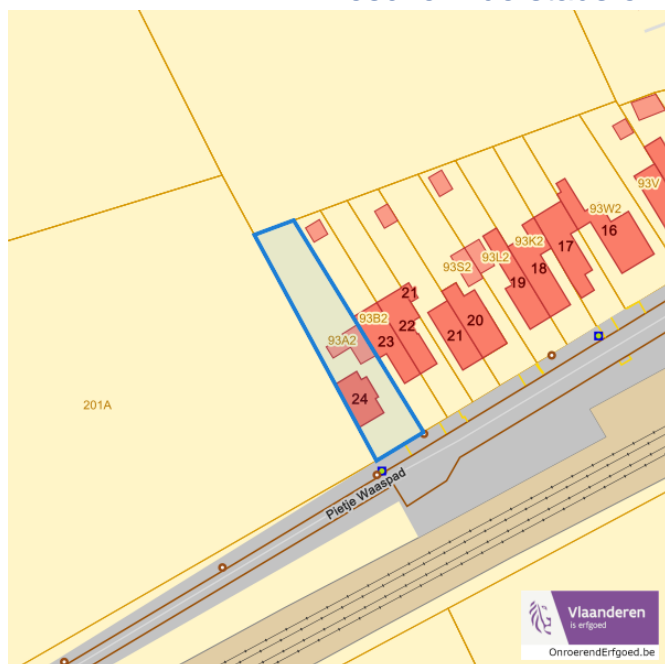 93V
93W2
16
17
93K2
18
93L2
19
93S2
20
21
21
93B2
22
23
93A2
24
201A
Pietje Waaspad
Vlaanderen
is erfgoed
OnroerendErfgoed.be